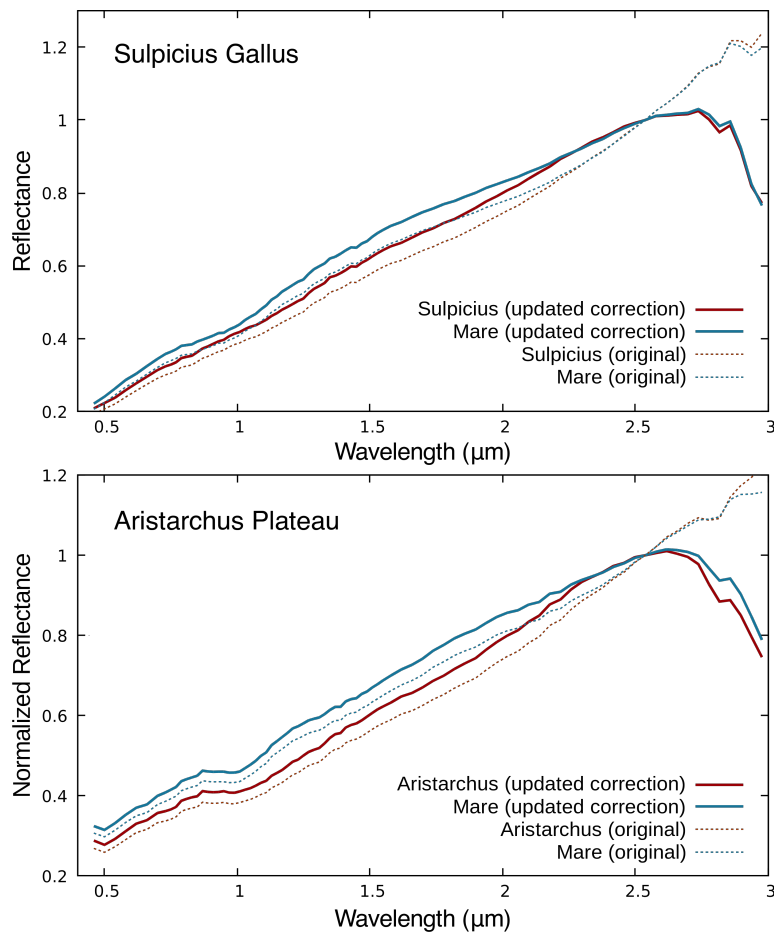 Sulpicius Gallus
1.2
1
0.8
0.6
0.4
0.2
Reflectance
Sulpicius (updated correction)
Mare (updated correction)
Sulpicius (original)
Mare (original)
0.5 1 1.5 2 2.5 3
Wavelength (μm)
Aristarchus Plateau
1.2
1
0.8
0.6
0.4
0.2
Normalized Reflectance
Aristarchus (updated correction)
Mare (updated correction)
Aristarchus (original)
Mare (original)
0.5 1 1.5 2 2.5 3
Wavelength (μm)